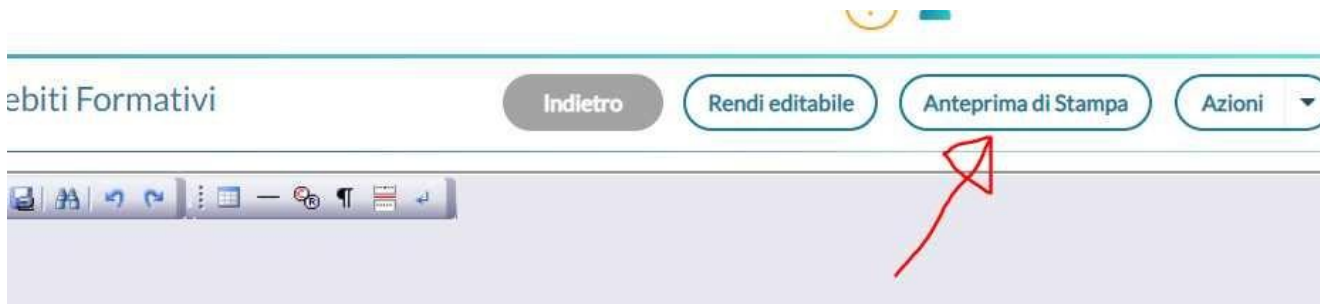 ebiti Formativi
Indietro
Rendi editabile
Anteprima di Stampa
Azioni